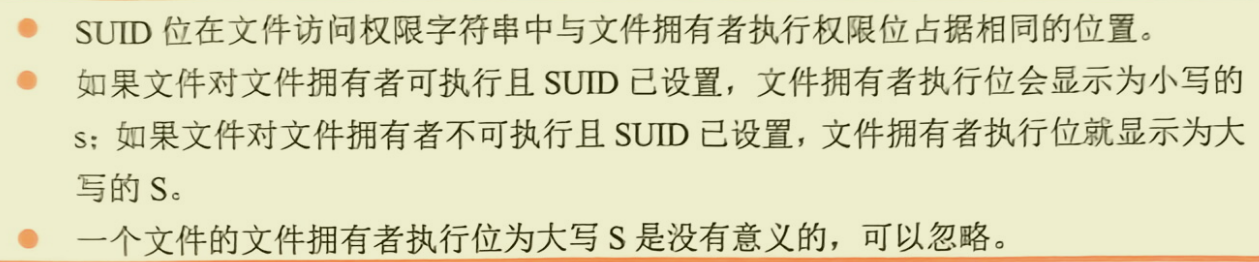 SUID 位在文件访问权限字符串中与文件拥有者执行权限位占据相同的位置。
如果文件对文件拥有者可执行且 SUID 已设置，文件拥有者执行位会显示为小写的
s；如果文件对文件拥有者不可执行且 SUID 已设置，文件拥有者执行位就显示为大
写的 S。
一个文件的文件拥有者执行位为大写 S 是没有意义的，可以忽略。